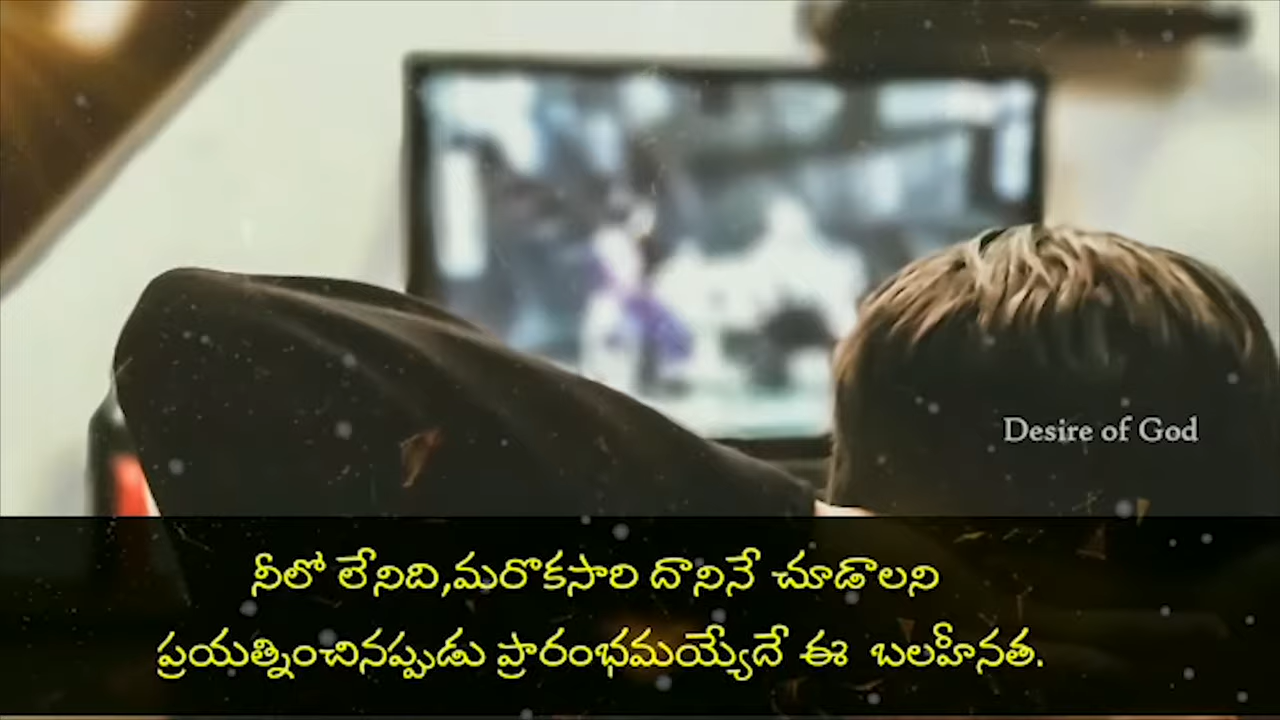 Desire of God
నీలో లేనిది,మరొకసారి దానినే చూడాలని
ప్రయత్నించినప్పుడు ప్రారంభమయ్యేదే ఈ బలహీనత.